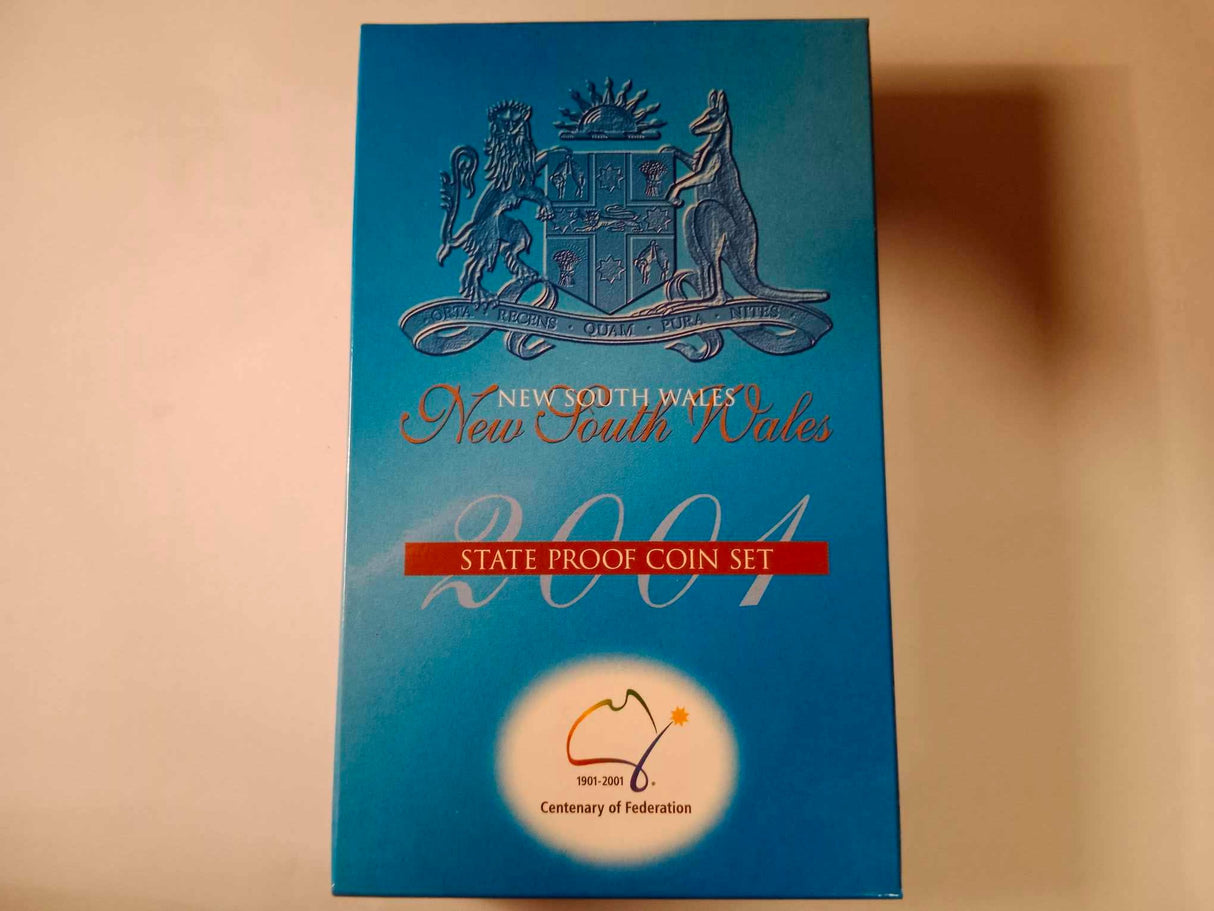 ORTA · RECENS · QUAM · PURA · NITES ·
NEW SOUTH WALES
New South Wales
2001
STATE PROOF COIN SET
1901-2001
Centenary of Federation